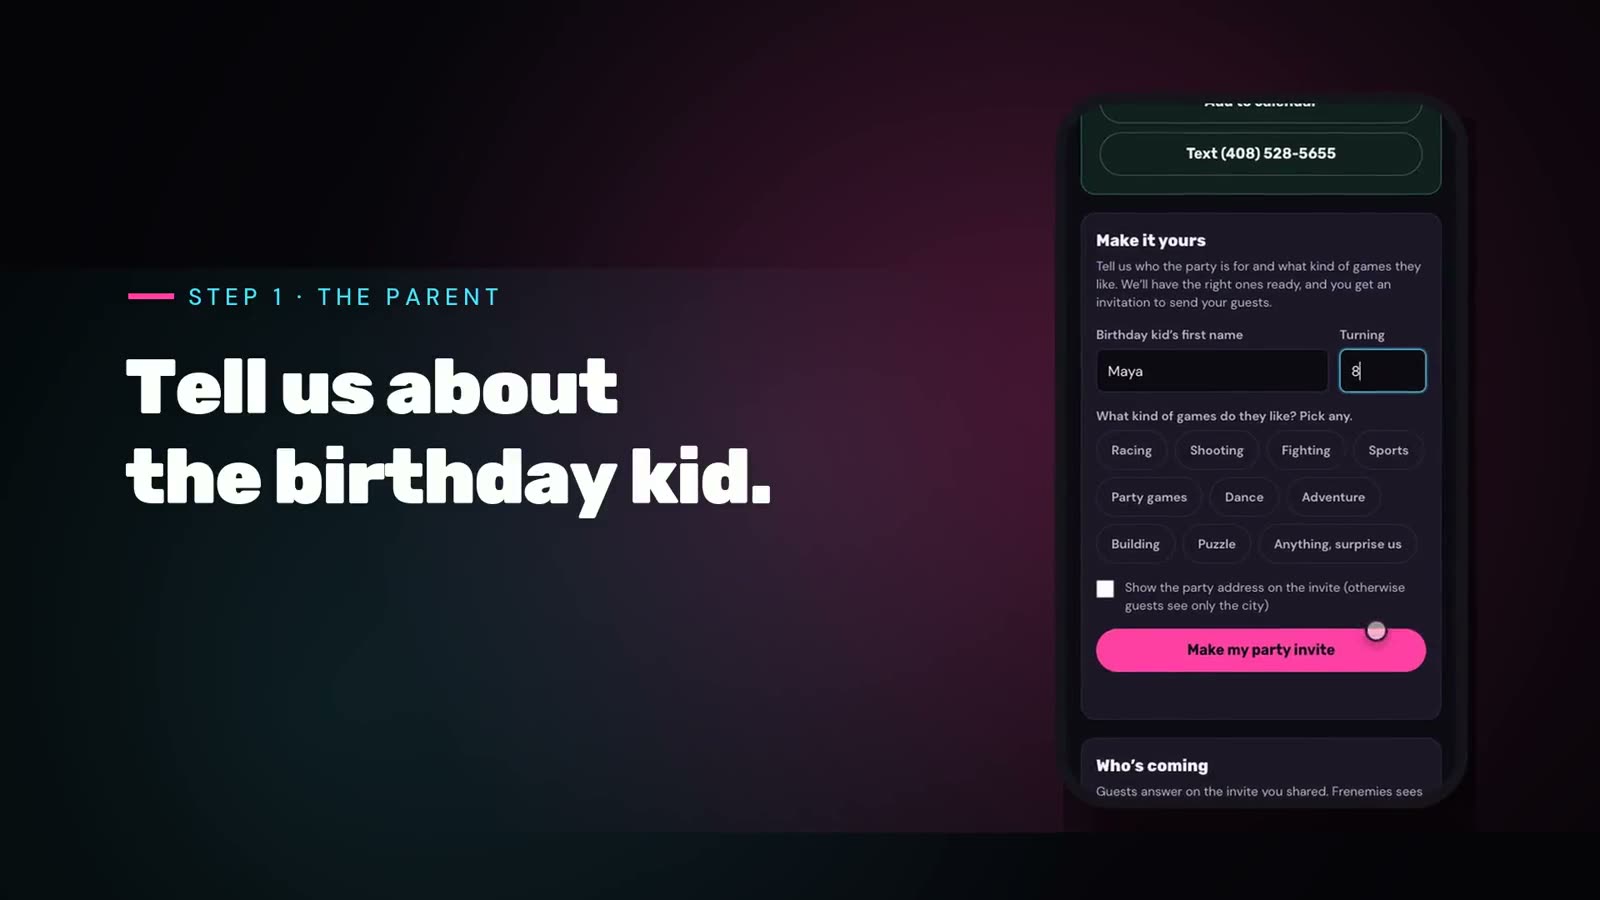 STEP 1 · THE PARENT
Tell us about
the birthday kid.
Add to calendar
Text (408) 528-5655
Make it yours
Tell us who the party is for and what kind of games they
like. We’ll have the right ones ready, and you get an
invitation to send your guests.
Birthday kid’s first name
Turning
Maya
8
What kind of games do they like? Pick any.
Racing
Shooting
Fighting
Sports
Party games
Dance
Adventure
Building
Puzzle
Anything, surprise us
Show the party address on the invite (otherwise
guests see only the city)
Make my party invite
Who’s coming
Guests answer on the invite you shared. Frenemies sees